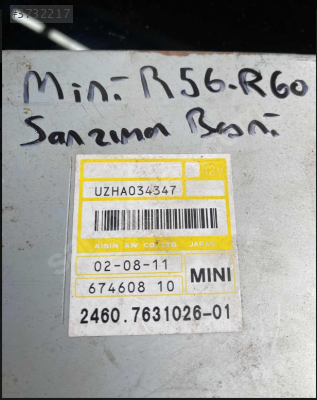 #3732217
Mini R56-R60
Sanzıman Beyni
UZHA034347
AISIN AW CO.,LTD JAPAN
02-08-11
MINI
674608 10
2460.7631026-01